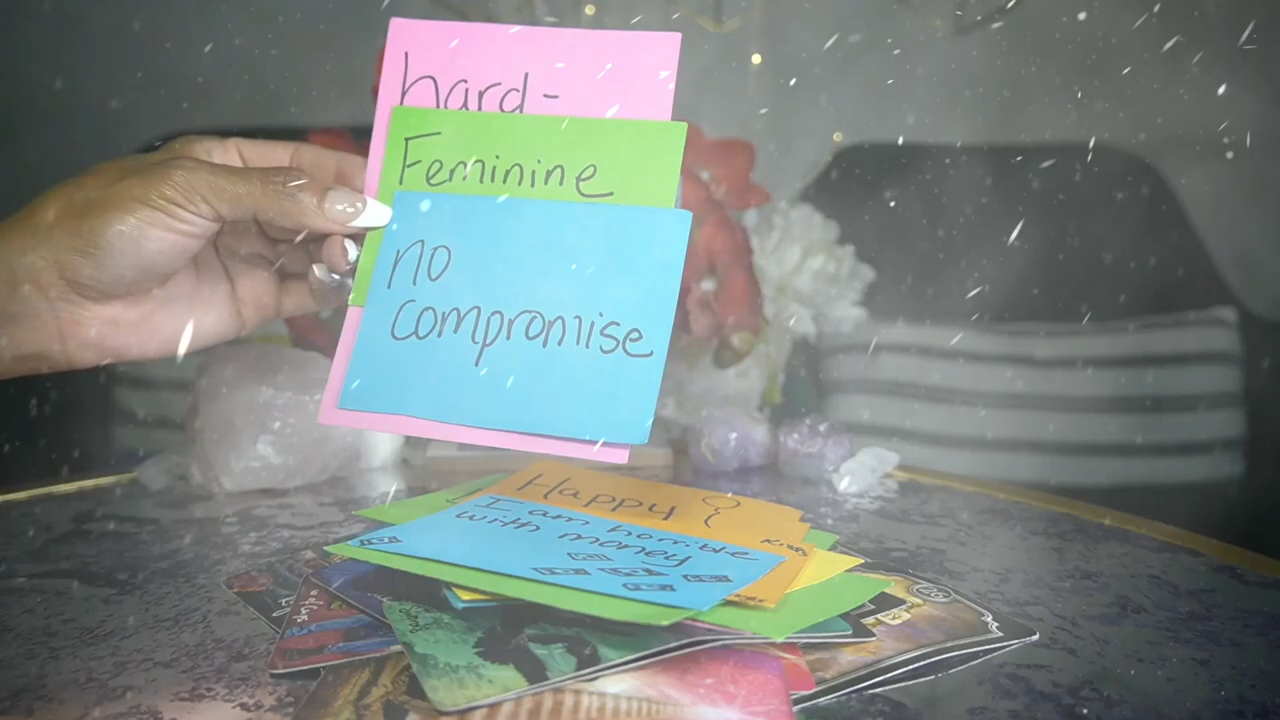 hard-
Feminine
no
compromise
Happy
I am horrible
with money